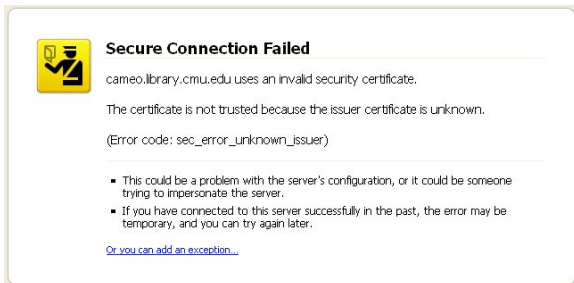 Secure Connection Failed
cameo.library.cmu.edu uses an invalid security certificate.
The certificate is not trusted because the issuer certificate is unknown.
(Error code: sec_error_unknown_issuer)
This could be a problem with the server's configuration, or it could be someone
trying to impersonate the server.
If you have connected to this server successfully in the past, the error may be
temporary, and you can try again later.
Or you can add an exception...